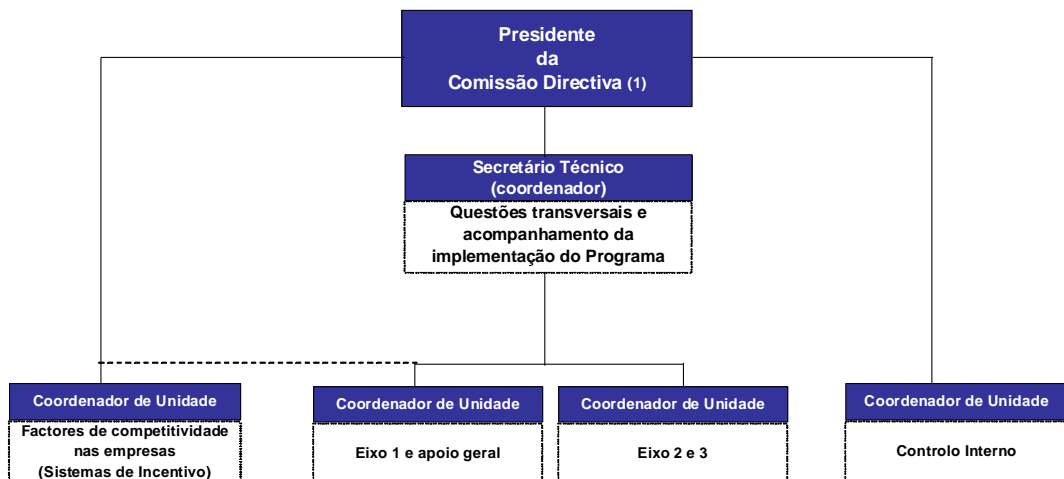 Presidente
da
Comissão Directiva (1)
Secretário Técnico
(coordenador)
Questões transversais e
acompanhamento da
implementação do Programa
Coordenador de Unidade
Factores de competitividade
nas empresas
(Sistemas de Incentivo)
Coordenador de Unidade
Eixo 1 e apoio geral
Coordenador de Unidade
Eixo 2 e 3
Coordenador de Unidade
Controlo Interno